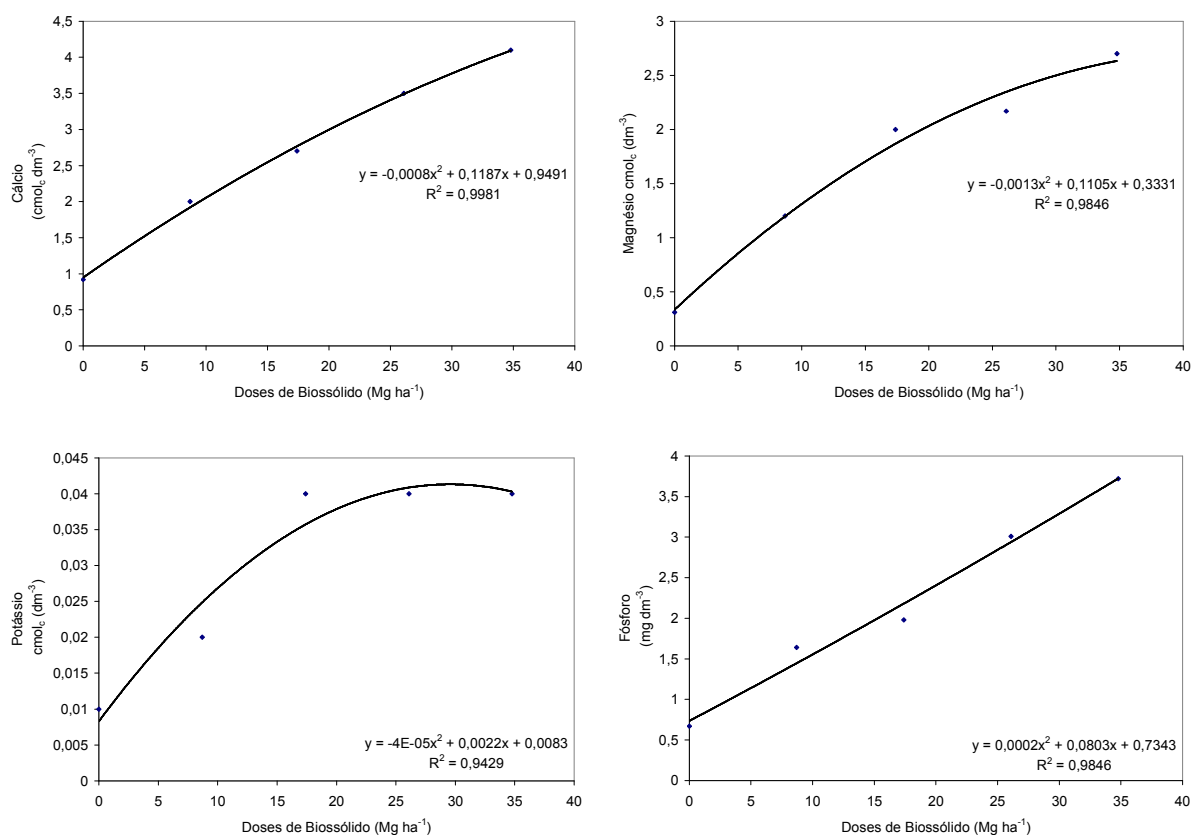 4,5
4
3,5
3
2,5
2
1,5
1
0,5
0
Cálcio
(cmolc dm-3)
y = -0,0008x2 + 0,1187x + 0,9491
R2 = 0,9981
0 5 10 15 20 25 30 35 40
Doses de Biossólido (Mg ha-1)
3
2,5
2
1,5
1
0,5
0
Magnésio cmolc (dm-3)
y = -0,0013x2 + 0,1105x + 0,3331
R2 = 0,9846
0 5 10 15 20 25 30 35 40
Doses de Biossólido (Mg ha-1)
0,045
0,04
0,035
0,03
0,025
0,02
0,015
0,01
0,005
0
Potássio
cmolc (dm-3)
y = -4E-05x2 + 0,0022x + 0,0083
R2 = 0,9429
0 5 10 15 20 25 30 35 40
Doses de Biossólido (Mg ha-1)
4
3,5
3
2,5
2
1,5
1
0,5
0
Fósforo
(mg dm-3)
y = 0,0002x2 + 0,0803x + 0,7343
R2 = 0,9846
0 5 10 15 20 25 30 35 40
Doses de Biossólido (Mg ha-1)